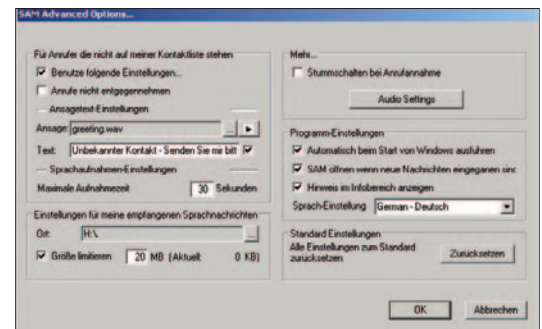 SAM Advanced Options...
Für Anrufer die nicht auf meiner Kontaktliste stehen
Benutze folgende Einstellungen...
Anrufe nicht entgegennehmen
Ansagetext-Einstellungen
Ansage: greeting.wav ...
Text: Unbekannter Kontakt - Senden Sie mir bitt
Sprachaufnahmen-Einstellungen
Maximale Aufnahmezeit 30 Sekunden
Einstellungen für meine empfangenen Sprachnachrichten
Ort: H:\ ...
Größe limitieren 20 MB (Aktuell: 0 KB)
Mehr...
Stummschalten bei Anrufannahme
Audio Settings
Programm-Einstellungen
Automatisch beim Start von Windows ausführen
SAM öffnen wenn neue Nachrichten eingegangen sind
Hinweis im Infobereich anzeigen
Sprach-Einstellung German - Deutsch
Standard Einstellungen
Alle Einstellungen zum Standard
zurücksetzen
Zurücksetzen
OK Abbrechen